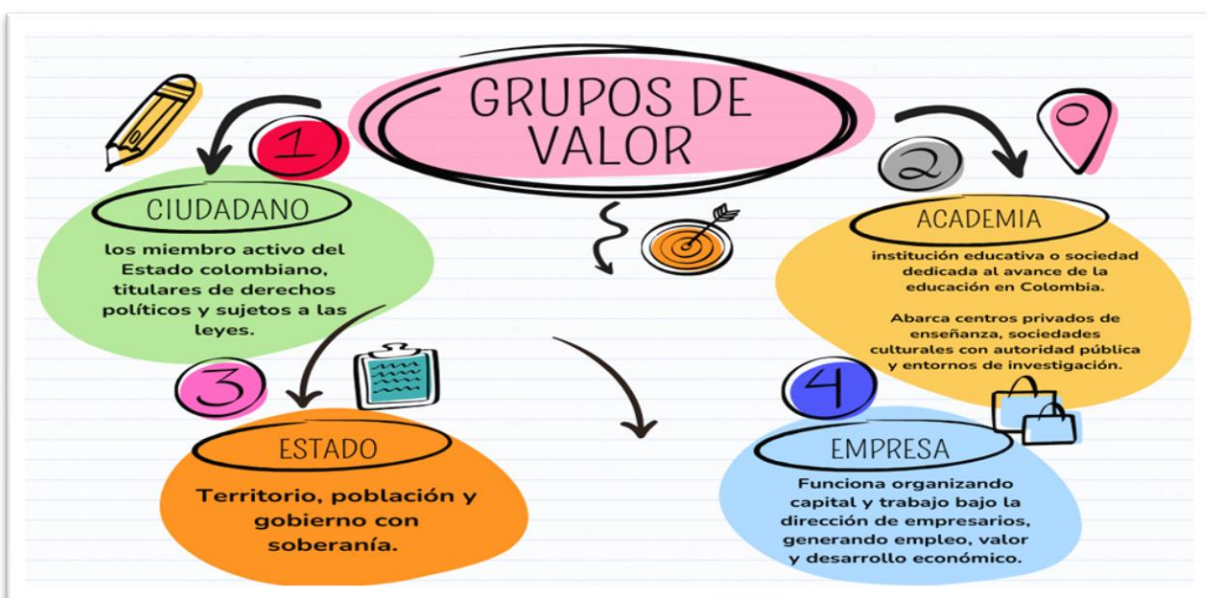 GRUPOS DE
VALOR
1
CIUDADANO
los miembro activo del
Estado colombiano,
titulares de derechos
políticos y sujetos a las
leyes.
2
ACADEMIA
institución educativa o sociedad
dedicada al avance de la
educación en Colombia.
Abarca centros privados de
enseñanza, sociedades
culturales con autoridad pública
y entornos de investigación.
3
ESTADO
Territorio, población y
gobierno con
soberanía.
4
EMPRESA
Funciona organizando
capital y trabajo bajo la
dirección de empresarios,
generando empleo, valor
y desarrollo económico.